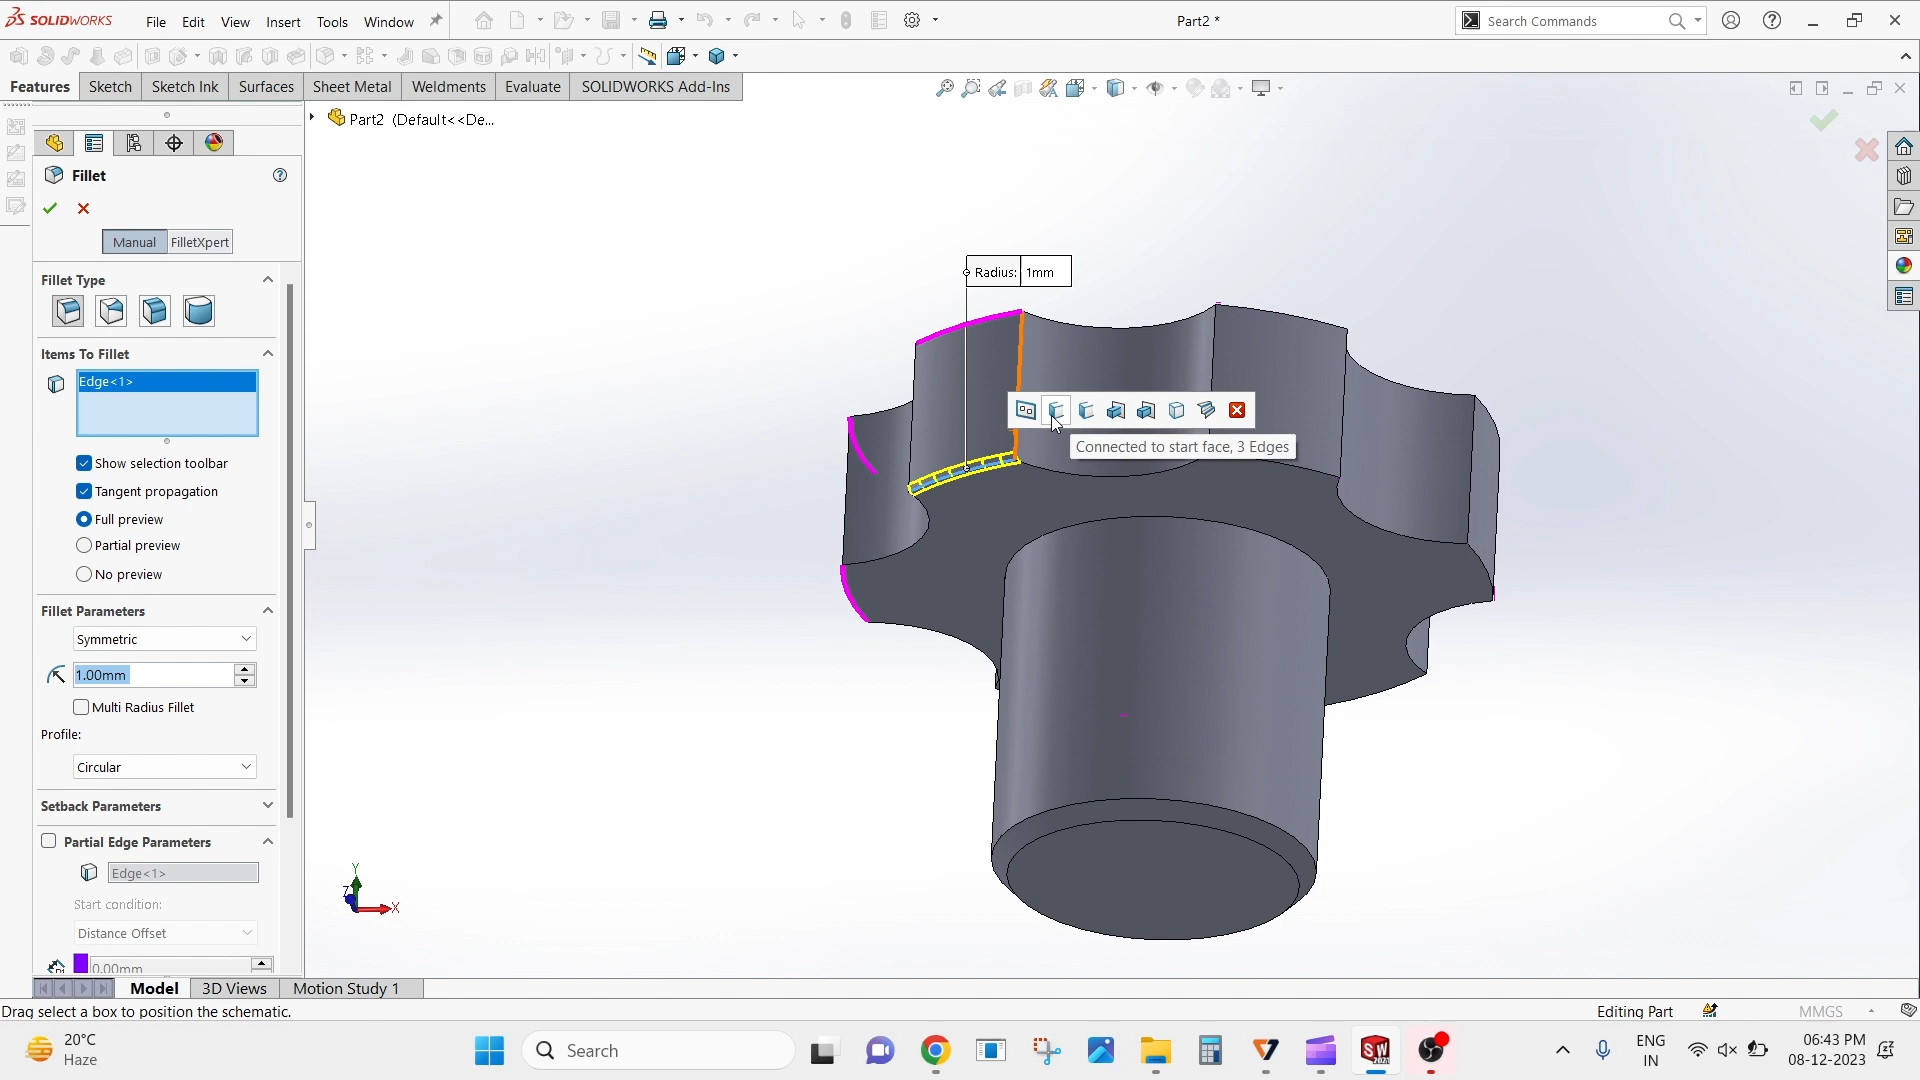 SOLIDWORKS File Edit View Insert Tools Window Part2 * Search Commands
Features Sketch Sketch Ink Surfaces Sheet Metal Weldments Evaluate SOLIDWORKS Add-Ins
Part2 (Default<<De...
Fillet
Manual FilletXpert
Fillet Type
Items To Fillet
Edge<1>
Show selection toolbar
Tangent propagation
Full preview
Partial preview
No preview
Fillet Parameters
Symmetric
1.00mm
Multi Radius Fillet
Profile:
Circular
Setback Parameters
Partial Edge Parameters
Edge<1>
Start condition:
Distance Offset
0.00mm
Radius: 1mm
Connected to start face, 3 Edges
Y
Z
X
Model 3D Views Motion Study 1
Drag select a box to position the schematic. Editing Part MMGS
20°C
Haze
Search
SW
2021
ENG
IN
06:43 PM
08-12-2023